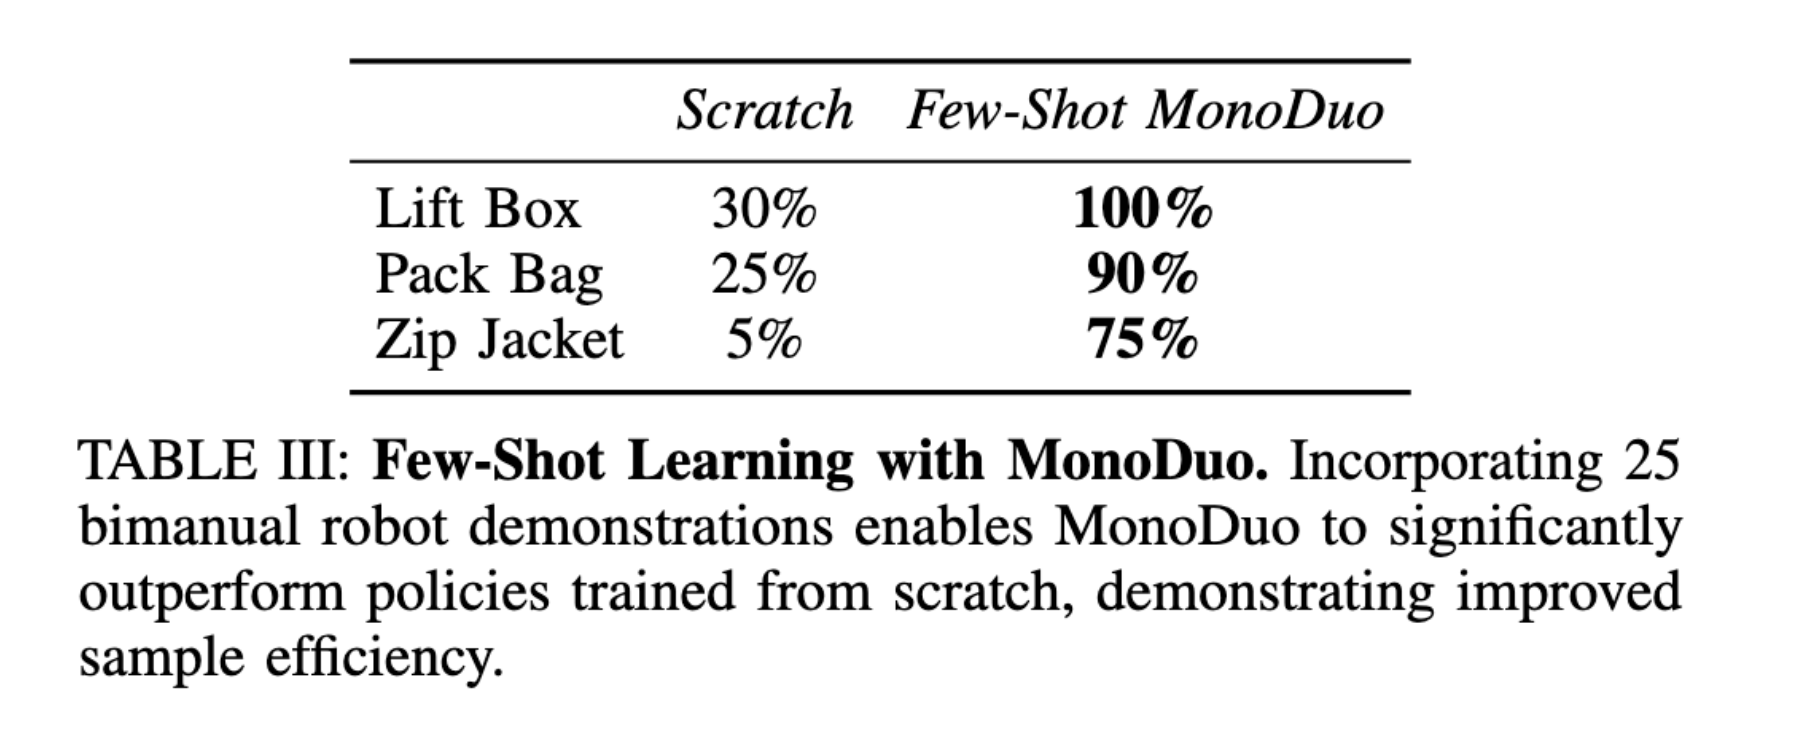 Scratch Few-Shot MonoDuo
Lift Box 30% 100%
Pack Bag 25% 90%
Zip Jacket 5% 75%
TABLE III: Few-Shot Learning with MonoDuo. Incorporating 25
bimanual robot demonstrations enables MonoDuo to significantly
outperform policies trained from scratch, demonstrating improved
sample efficiency.